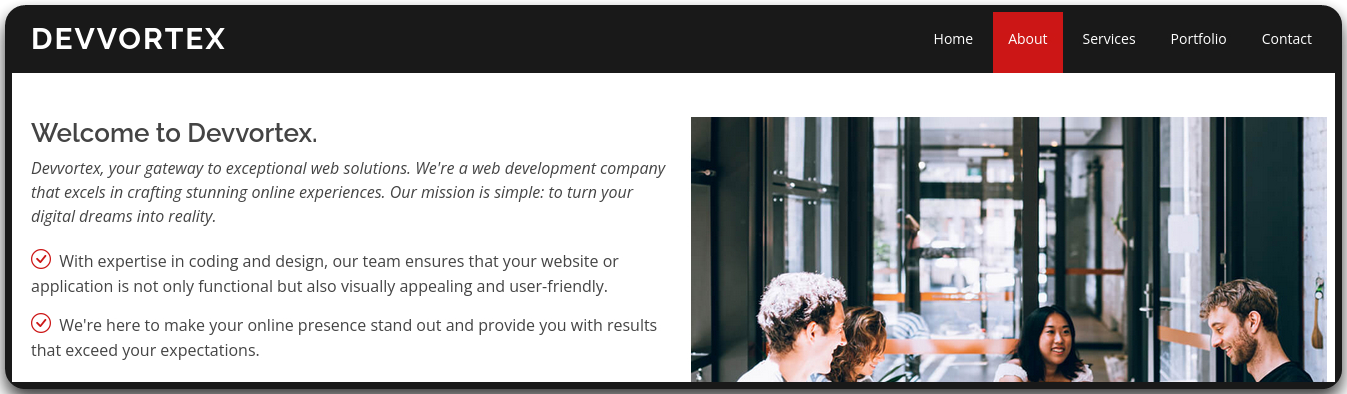 DEVVORTEX
Home About Services Portfolio Contact
Welcome to Devvortex.
Devvortex, your gateway to exceptional web solutions. We're a web development company
that excels in crafting stunning online experiences. Our mission is simple: to turn your
digital dreams into reality.
With expertise in coding and design, our team ensures that your website or
application is not only functional but also visually appealing and user-friendly.
We're here to make your online presence stand out and provide you with results
that exceed your expectations.